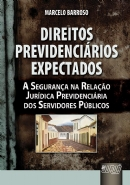 MARCELO BARROSO
DIREITOS
PREVIDENCIÁRIOS
EXPECTADOS
A SEGURANÇA NA RELAÇÃO
JURÍDICA PREVIDENCIÁRIA
DOS SERVIDORES PÚBLICOS